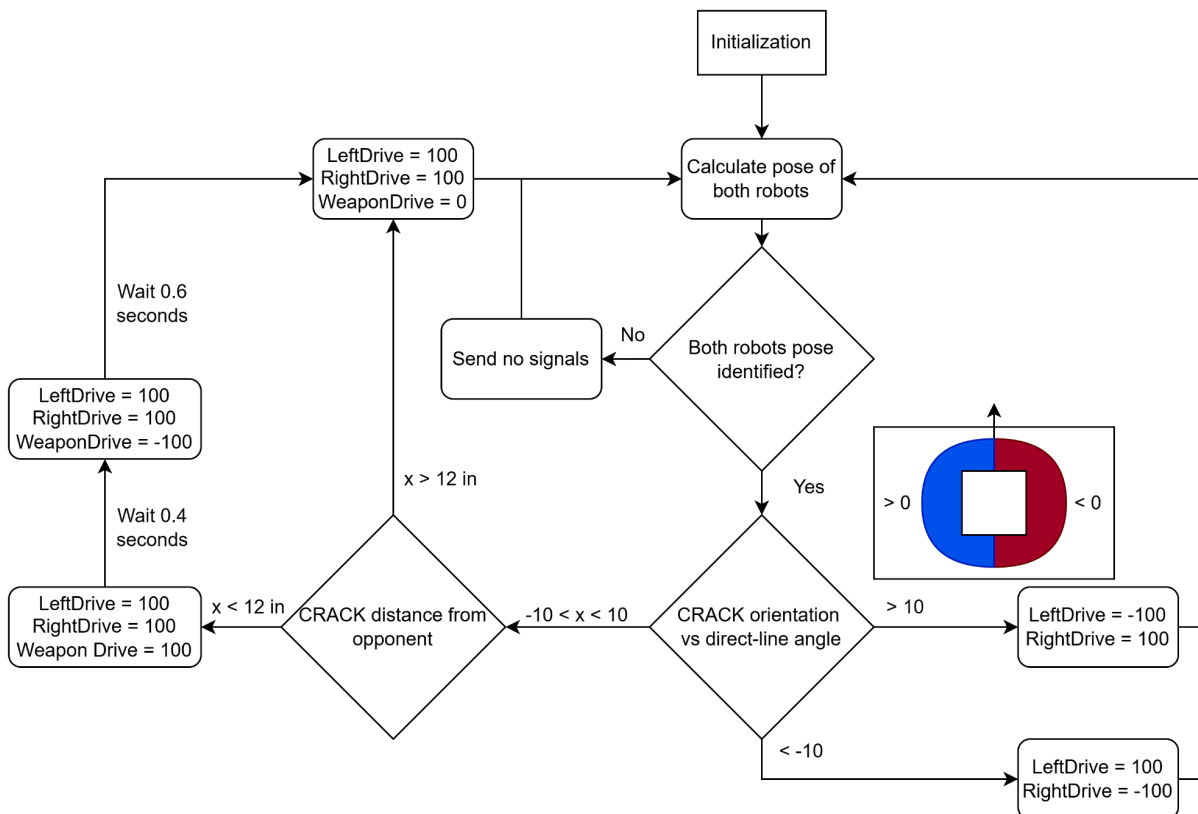 Initialization
LeftDrive = 100
RightDrive = 100
WeaponDrive = 0
Calculate pose of
both robots
Wait 0.6
seconds
No
Send no signals
Both robots pose
identified?
LeftDrive = 100
RightDrive = 100
WeaponDrive = -100
x > 12 in
Yes
> 0
< 0
Wait 0.4
seconds
LeftDrive = 100
RightDrive = 100
Weapon Drive = 100
x < 12 in
CRACK distance from
opponent
-10 < x < 10
CRACK orientation
vs direct-line angle
> 10
LeftDrive = -100
RightDrive = 100
< -10
LeftDrive = 100
RightDrive = -100